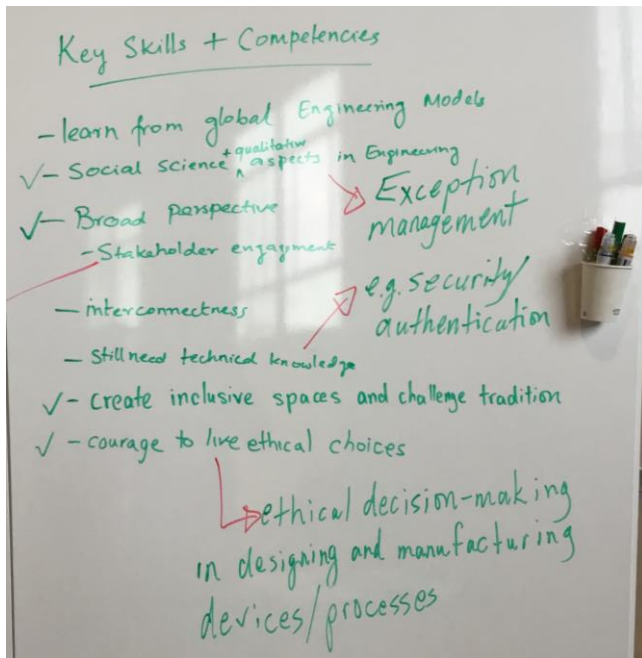 Key Skills + Competencies
- learn from global Engineering Models
✓ - Social science + qualitative aspects in Engineering
Exception
management
✓ - Broad perspective
- Stakeholder engagment
e.g. security/
authentication
- interconnectness
- Still need technical knowledge
✓ - create inclusive spaces and challenge tradition
✓ - courage to live ethical choices
ethical decision-making
in designing and manufacturing
devices/processes